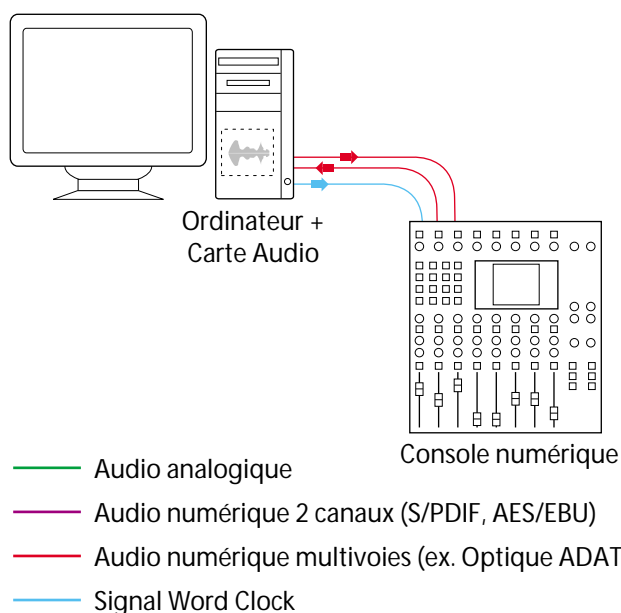 Ordinateur +
Carte Audio
Console numérique
Audio analogique
Audio numérique 2 canaux (S/PDIF, AES/EBU)
Audio numérique multivoies (ex. Optique ADAT
Signal Word Clock